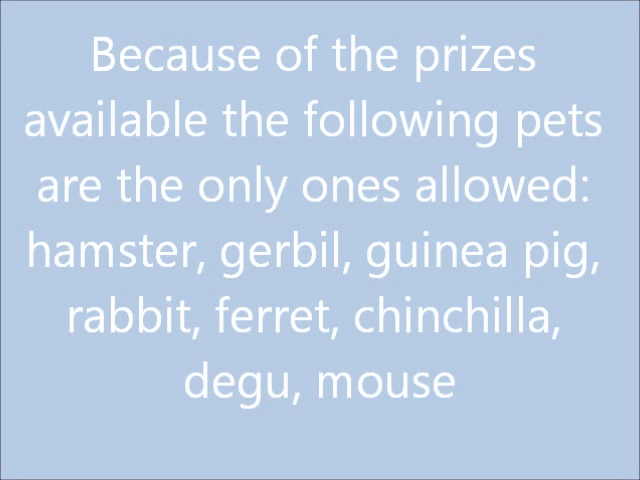 Because of the prizes
available the following pets
are the only ones allowed:
hamster, gerbil, guinea pig,
rabbit, ferret, chinchilla,
degu, mouse